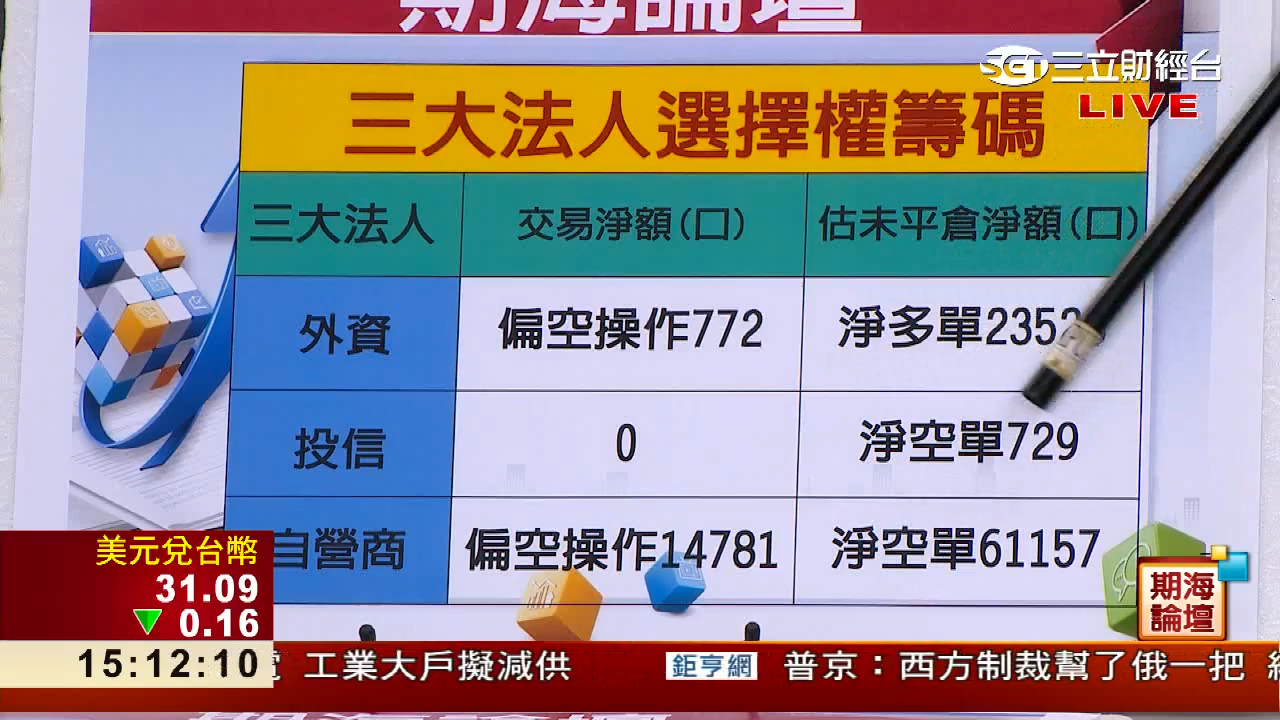 期海論壇
SET 三立財經台
LIVE
三大法人選擇權籌碼
三大法人 交易淨額(口) 估未平倉淨額(口)
外資 偏空操作772 淨多單2352
投信 0 淨空單729
自營商 偏空操作14781 淨空單61157
美元兌台幣
31.09
▼ 0.16
期海
論壇
15:12:10 工業大戶擬減供 鉅亨網 普京：西方制裁幫了俄一把